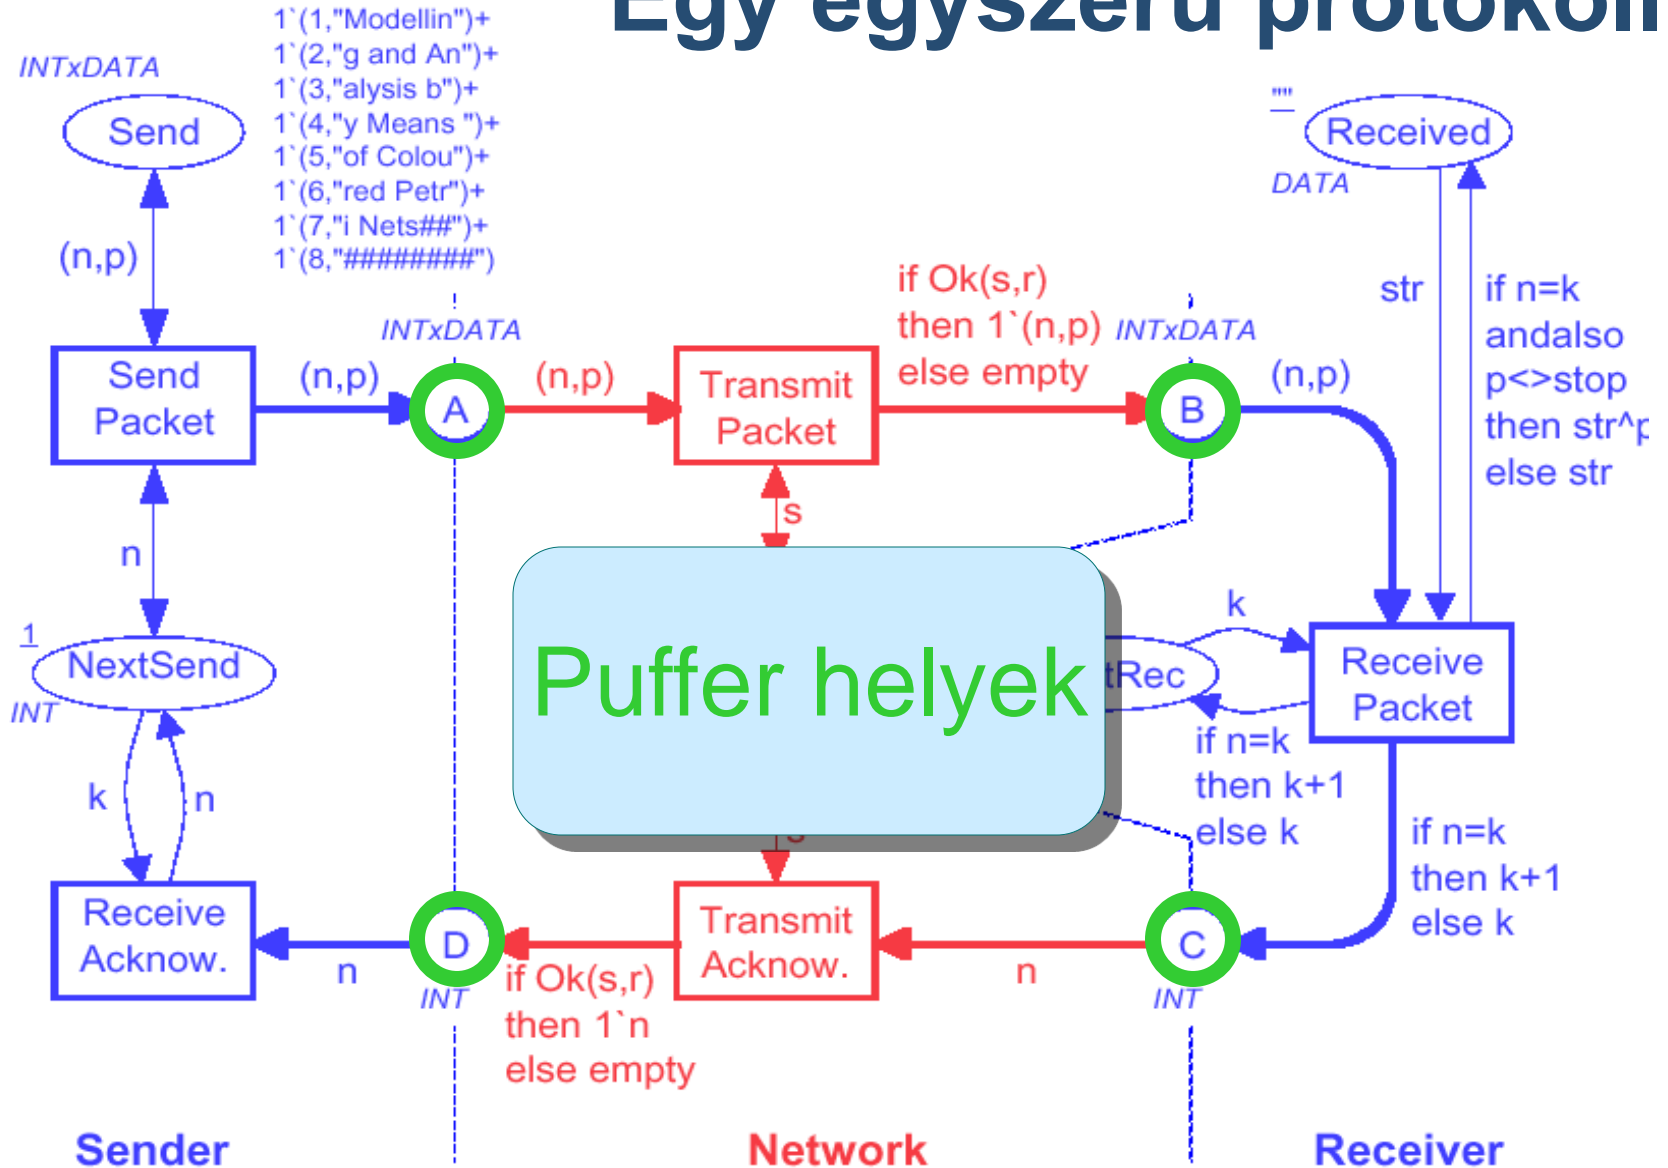 Egy egyszerű protokoll
1`(1,"Modellin")+
1`(2,"g and An")+
1`(3,"alysis b")+
1`(4,"y Means ")+
1`(5,"of Colou")+
1`(6,"red Petr")+
1`(7,"i Nets##")+
1`(8,"########")
INTxDATA
Send
(n,p)
""
Received
DATA
str
if n=k
andalso
p<>stop
then str^p
else str
Send
Packet
(n,p)
INTxDATA
A
(n,p)
Transmit
Packet
if Ok(s,r)
then 1`(n,p)
else empty
INTxDATA
B
(n,p)
s
n
1
NextSend
INT
Puffer helyek
tRec
k
Receive
Packet
if n=k
then k+1
else k
k
n
if n=k
then k+1
else k
Receive
Acknow.
n
D
INT
if Ok(s,r)
then 1`n
else empty
Transmit
Acknow.
n
C
INT
Sender
Network
Receiver